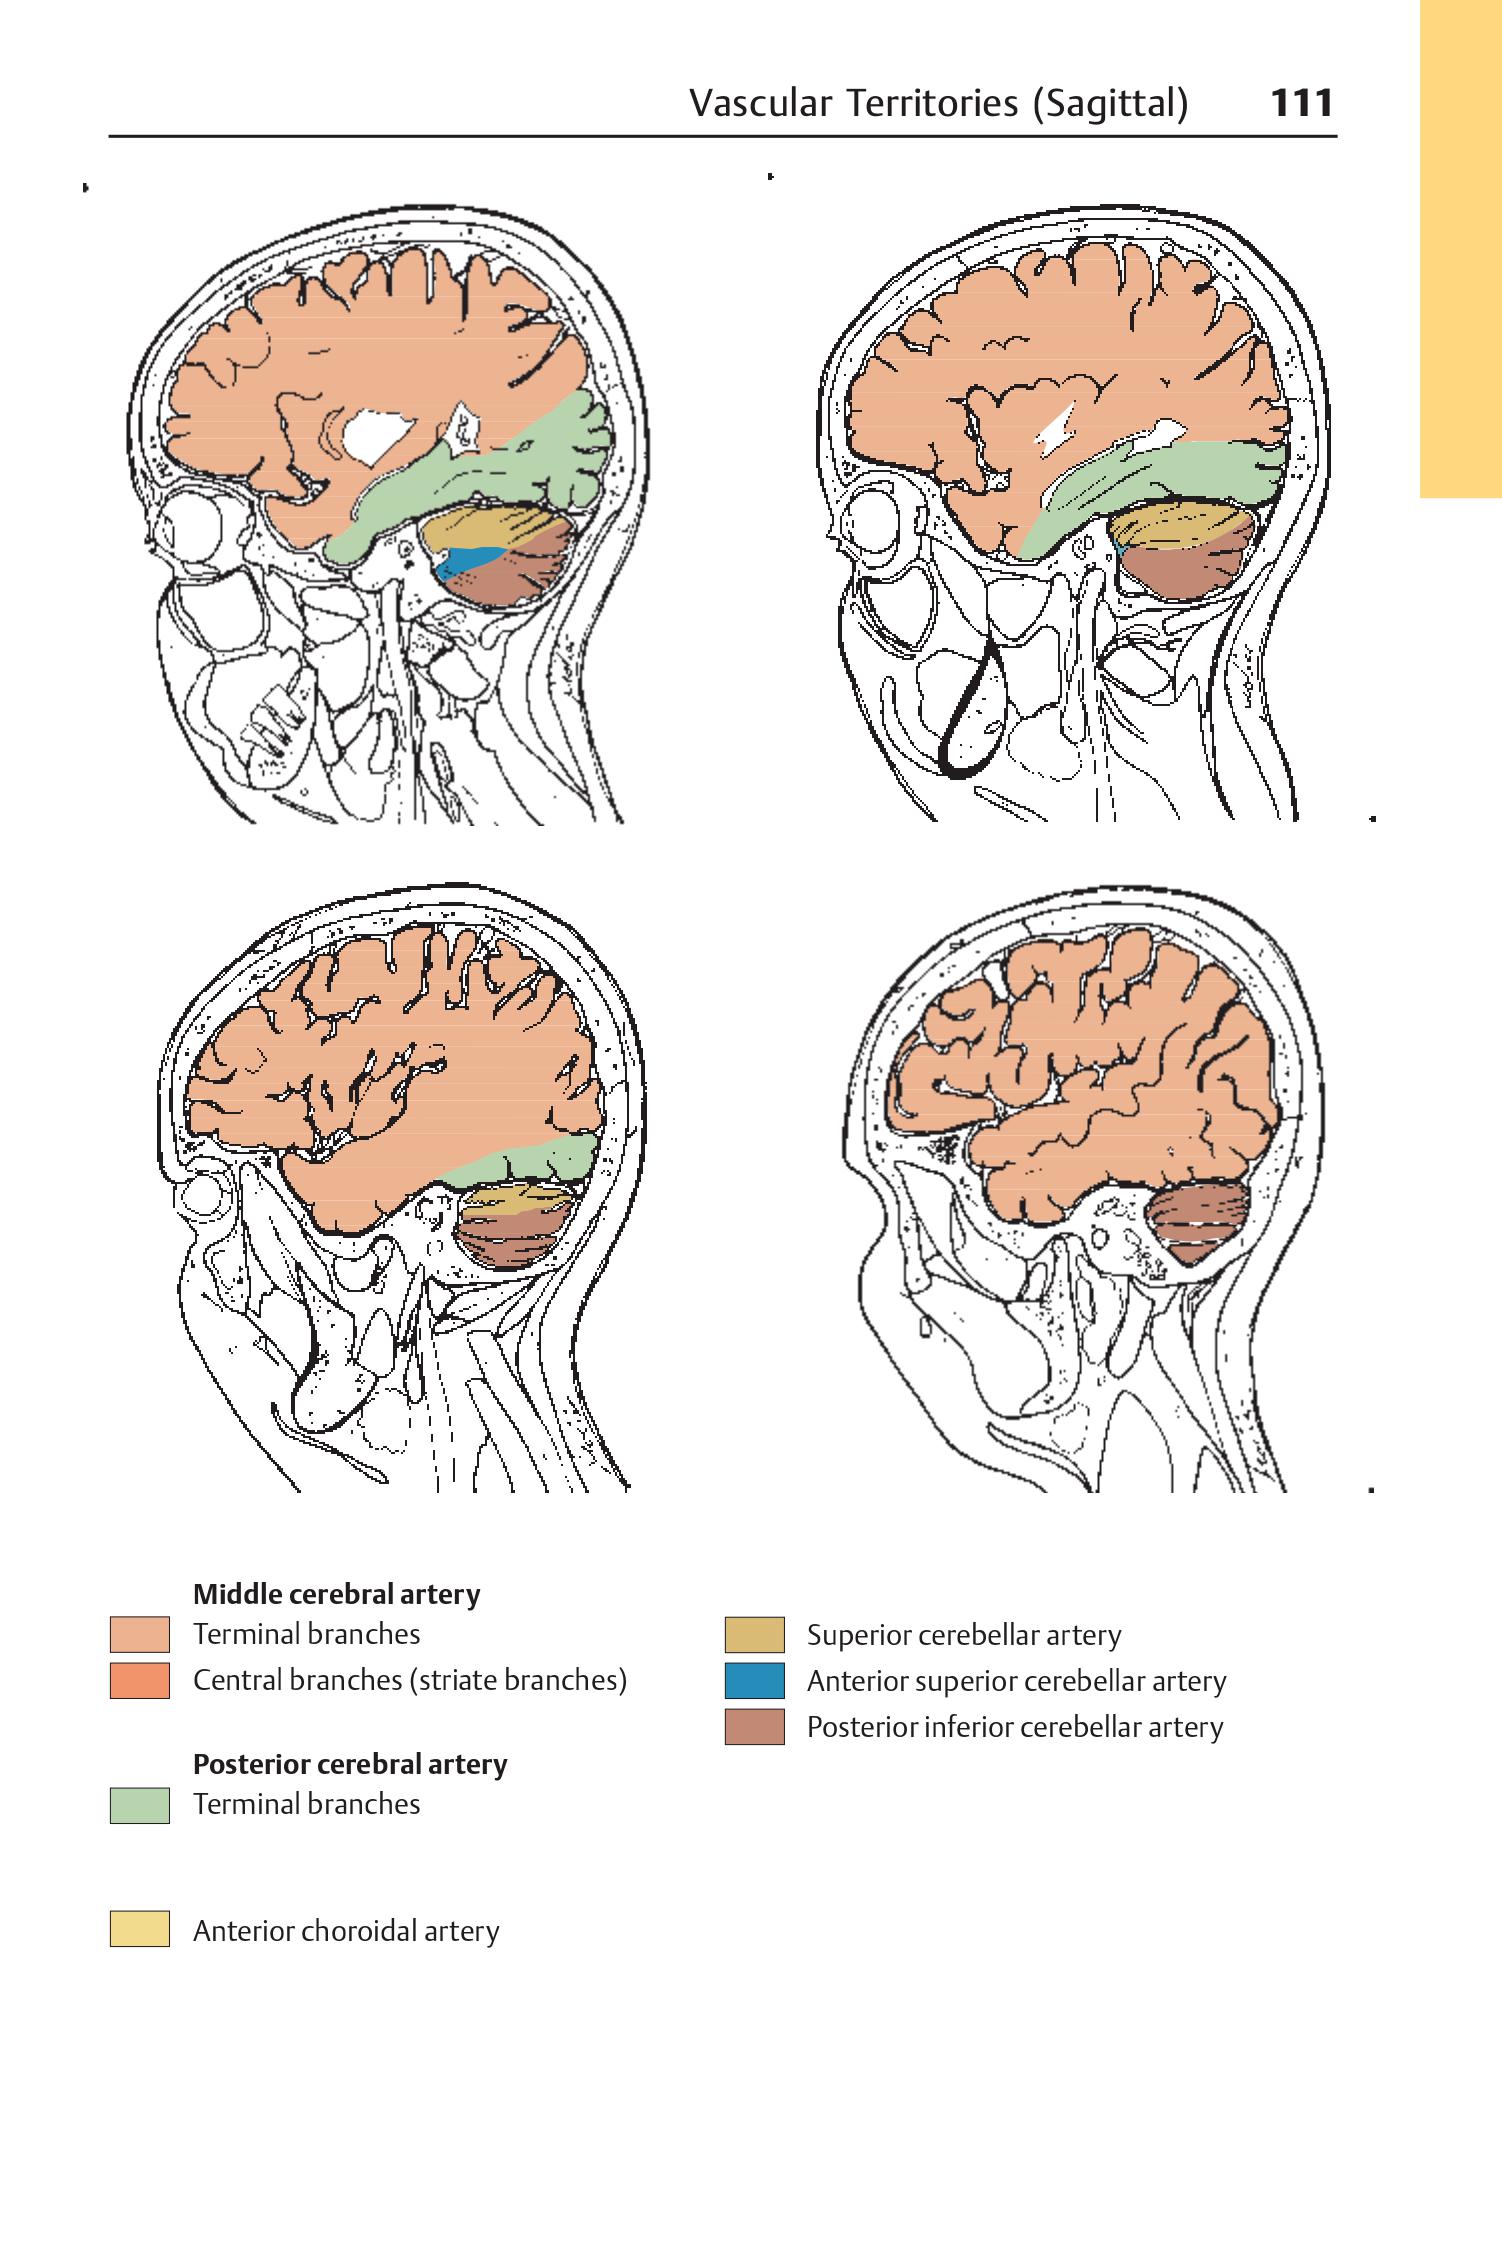 Vascular Territories (Sagittal) 111
Middle cerebral artery
Terminal branches
Central branches (striate branches)
Posterior cerebral artery
Terminal branches
Anterior choroidal artery
Superior cerebellar artery
Anterior superior cerebellar artery
Posterior inferior cerebellar artery